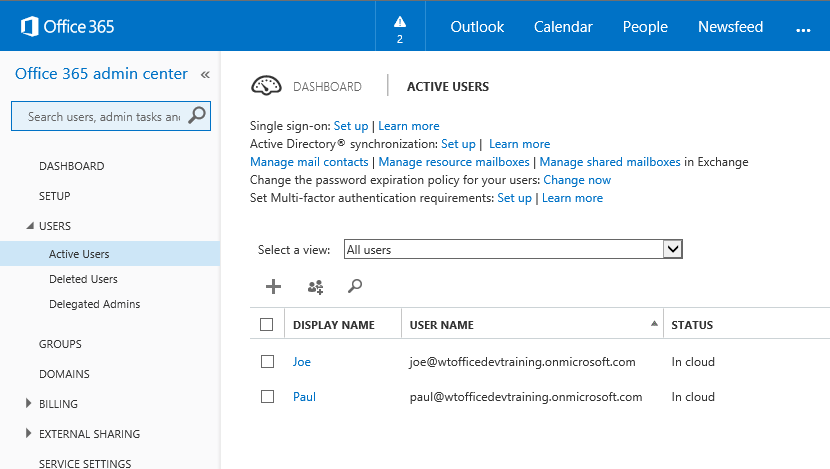 Office 365
2
Outlook
Calendar
People
Newsfeed
...
Office 365 admin center «
Search users, admin tasks and
DASHBOARD
SETUP
USERS
Active Users
Deleted Users
Delegated Admins
GROUPS
DOMAINS
BILLING
EXTERNAL SHARING
SERVICE SETTINGS
DASHBOARD | ACTIVE USERS
Single sign-on: Set up | Learn more
Active Directory® synchronization: Set up | Learn more
Manage mail contacts | Manage resource mailboxes | Manage shared mailboxes in Exchange
Change the password expiration policy for your users: Change now
Set Multi-factor authentication requirements: Set up | Learn more
Select a view: All users
DISPLAY NAME USER NAME STATUS
Joe joe@wtofficedevtraining.onmicrosoft.com In cloud
Paul paul@wtofficedevtraining.onmicrosoft.com In cloud